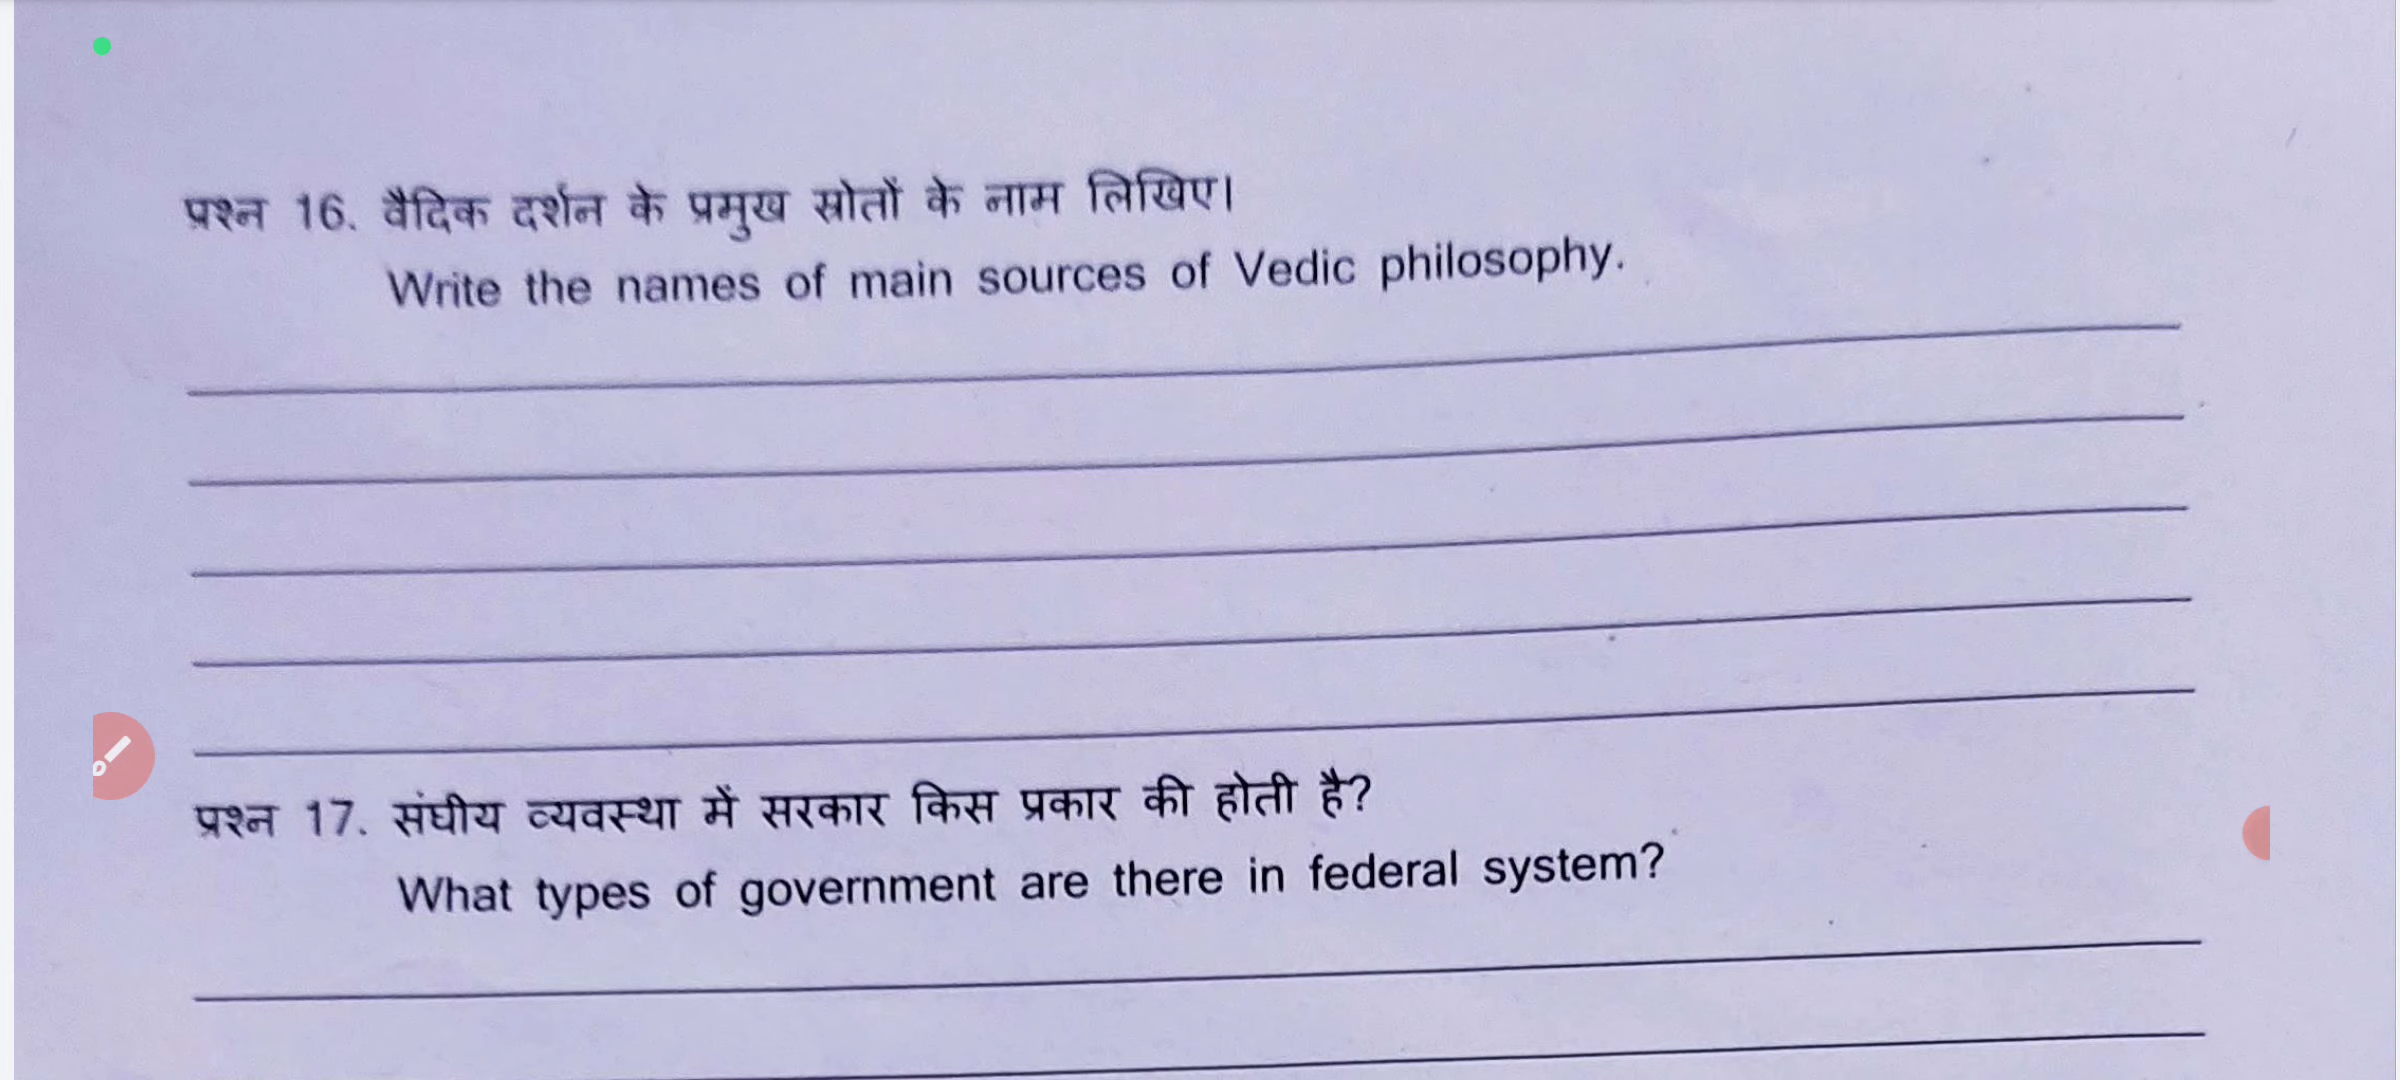 प्रश्न 16. वैदिक दर्शन के प्रमुख स्रोतों के नाम लिखिए।
Write the names of main sources of Vedic philosophy.
प्रश्न 17. संघीय व्यवस्था में सरकार किस प्रकार की होती है?
What types of government are there in federal system?